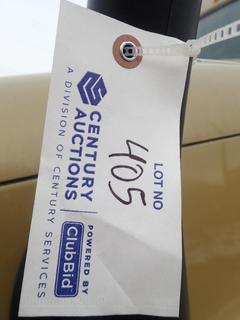 LOT NO
405
CENTURY
AUCTIONS
A DIVISION OF CENTURY SERVICES
POWERED BY
ClubBid